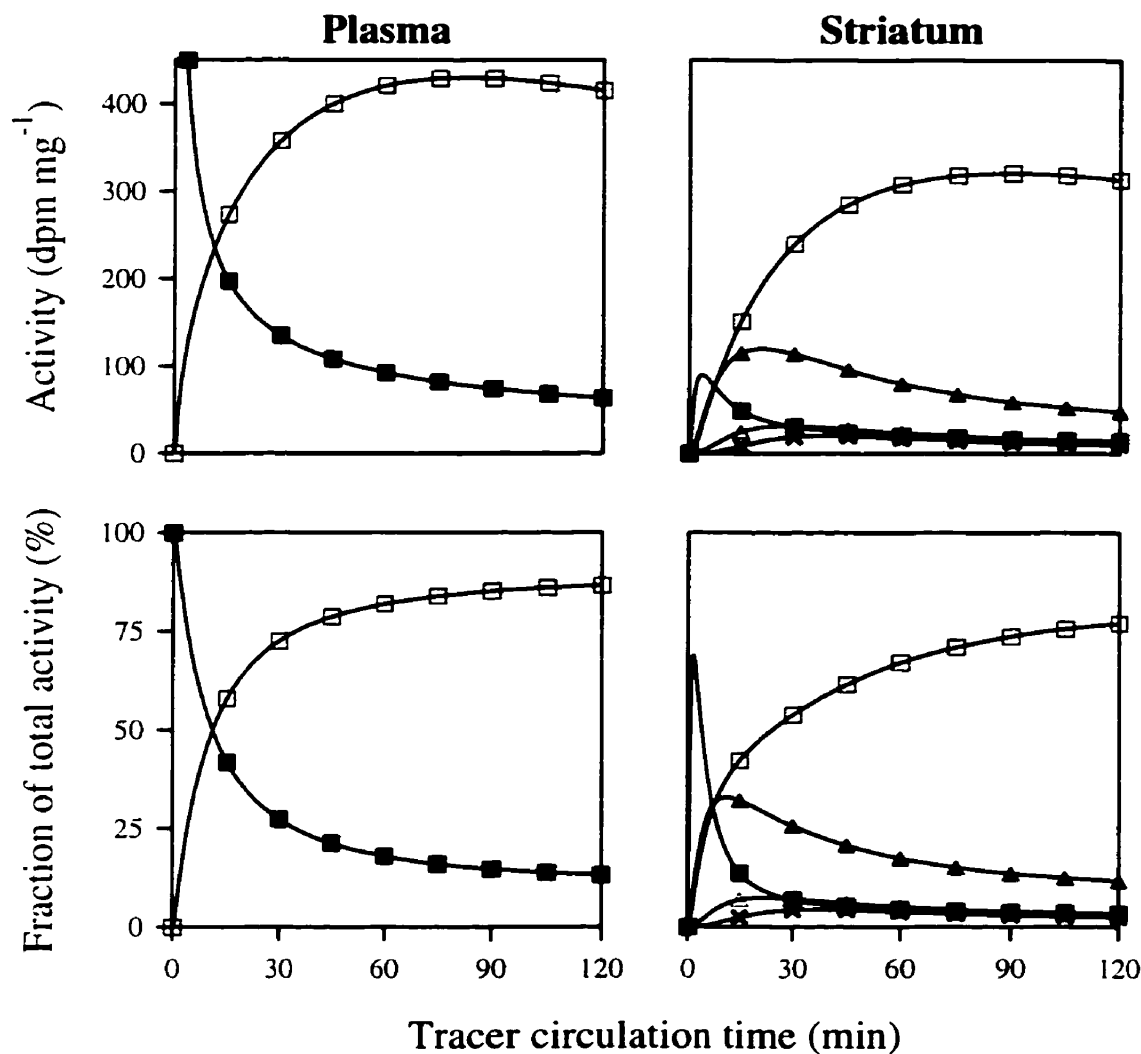 Plasma
Striatum
Activity (dpm mg-1)
400
300
200
100
0
Fraction of total activity (%)
100
75
50
25
0
0 30 60 90 120
0 30 60 90 120
Tracer circulation time (min)